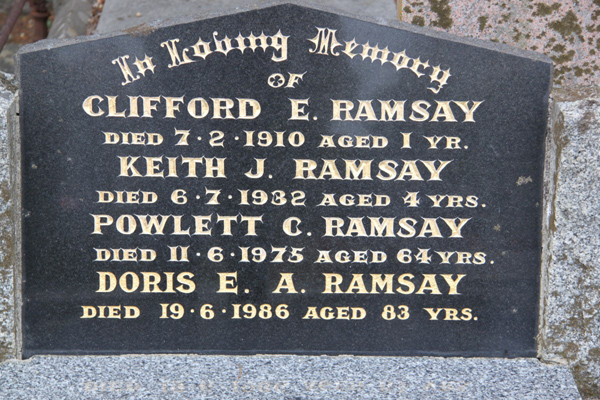 In Loving Memory
OF
CLIFFORD E. RAMSAY
DIED 7·2·1910 AGED 1 YR.
KEITH J. RAMSAY
DIED 6·7·1932 AGED 4 YRS.
POWLETT C. RAMSAY
DIED 11·6·1975 AGED 64 YRS.
DORIS E. A. RAMSAY
DIED 19·6·1986 AGED 83 YRS.